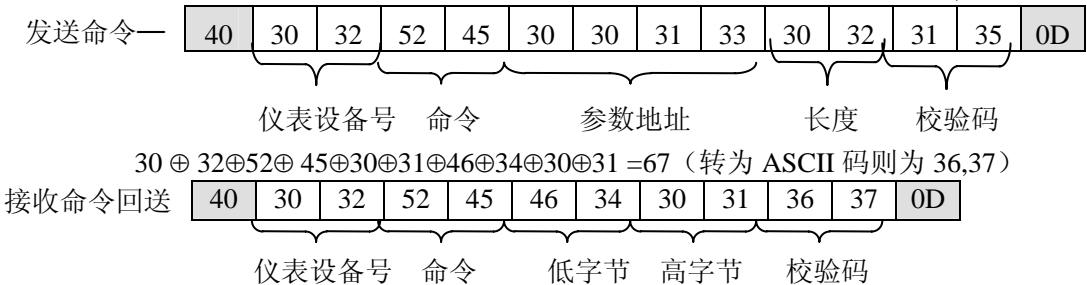 发送命令— 40 30 32 52 45 30 30 31 33 30 32 31 35 0D
仪表设备号 命令 参数地址 长度 校验码
30 ⊕ 32⊕52⊕ 45⊕30⊕31⊕46⊕34⊕30⊕31 =67（转为 ASCII 码则为 36,37）
接收命令回送 40 30 32 52 45 46 34 30 31 36 37 0D
仪表设备号 命令 低字节 高字节 校验码